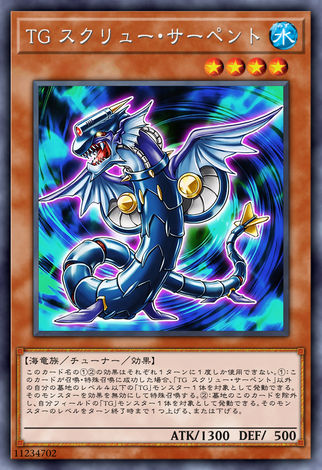 TG スクリュー・サーペント
水
【海竜族/チューナー/効果】
このカード名の①②の効果はそれぞれ１ターンに１度しか使用できない。①:こ
のカードが召喚・特殊召喚に成功した場合、「TG スクリュー・サーペント」以
外の自分の墓地のレベル４以下の「TG」モンスター１体を対象として発動できる。そ
のモンスターを効果を無効にして特殊召喚する。②:墓地のこのカードを除外
し、自分フィールドの「TG」モンスター１体を対象として発動できる。そのモン
スターのレベルをターン終了時まで１つ上げる、または下げる。
ATK/1300 DEF/ 500
11234702